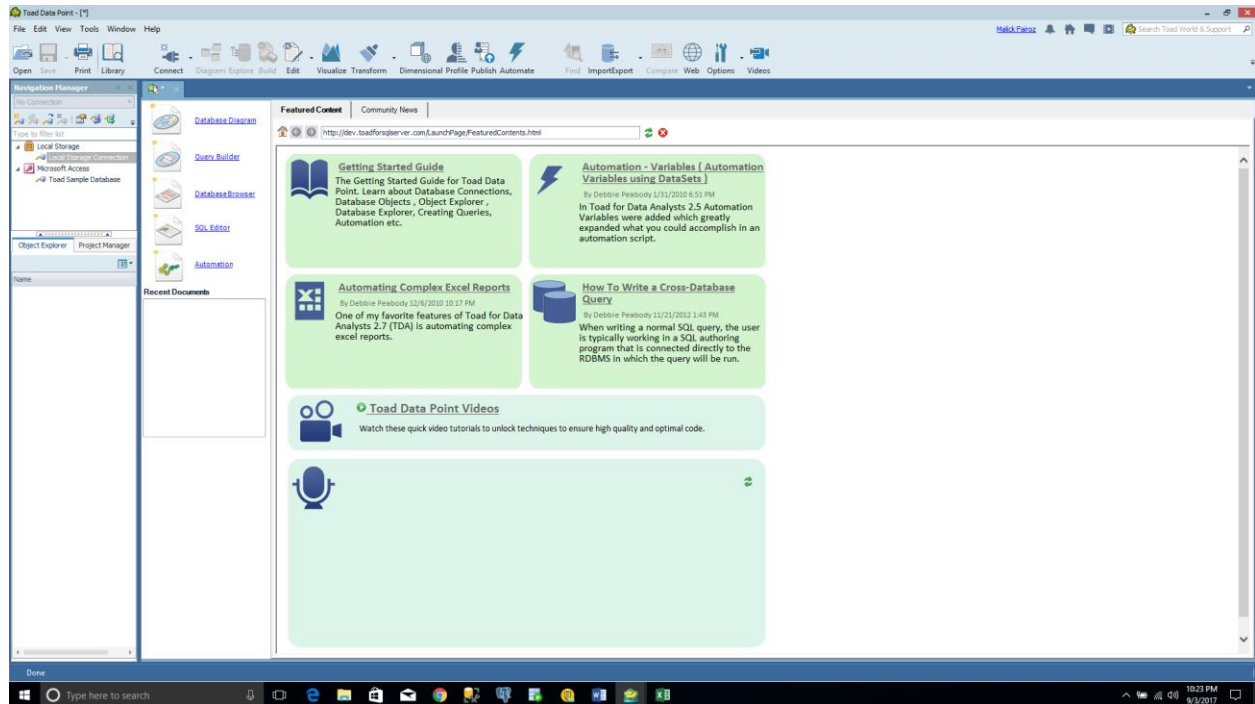 Toad Data Point - [*]
File Edit View Tools Window Help
Malick Fairoz
Search Toad World & Support
Open Save Print Library Connect Diagram Explore Build Edit Visualize Transform Dimensional Profile Publish Automate Find ImportExport Compare Web Options Videos
Navigation Manager
No Connection
Type to filter list
Local Storage
Local Storage Connection
Microsoft Access
Toad Sample Database
Object Explorer Project Manager
Name
Database Diagram
Query Builder
Database Browser
SQL Editor
Automation
Recent Documents
Featured Content Community News
http://dev.toadforsqlserver.com/LaunchPage/FeaturedContents.html
Getting Started Guide
The Getting Started Guide for Toad Data
Point. Learn about Database Connections,
Database Objects , Object Explorer ,
Database Explorer, Creating Queries,
Automation etc.
Automation - Variables ( Automation
Variables using DataSets )
By Debbie Peabody 1/31/2010 6:51 PM
In Toad for Data Analysts 2.5 Automation
Variables were added which greatly
expanded what you could accomplish in an
automation script.
Automating Complex Excel Reports
By Debbie Peabody 12/6/2010 10:17 PM
One of my favorite features of Toad for Data
Analysts 2.7 (TDA) is automating complex
excel reports.
How To Write a Cross-Database
Query
By Debbie Peabody 11/21/2012 1:43 PM
When writing a normal SQL query, the user
is typically working in a SQL authoring
program that is connected directly to the
RDBMS in which the query will be run.
Toad Data Point Videos
Watch these quick video tutorials to unlock techniques to ensure high quality and optimal code.
Done
Type here to search
10:23 PM
9/3/2017